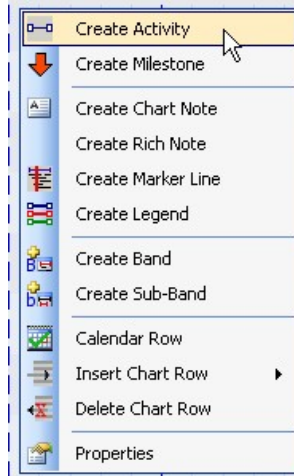 Create Activity
Create Milestone
Create Chart Note
Create Rich Note
Create Marker Line
Create Legend
Create Band
Create Sub-Band
Calendar Row
Insert Chart Row
Delete Chart Row
Properties